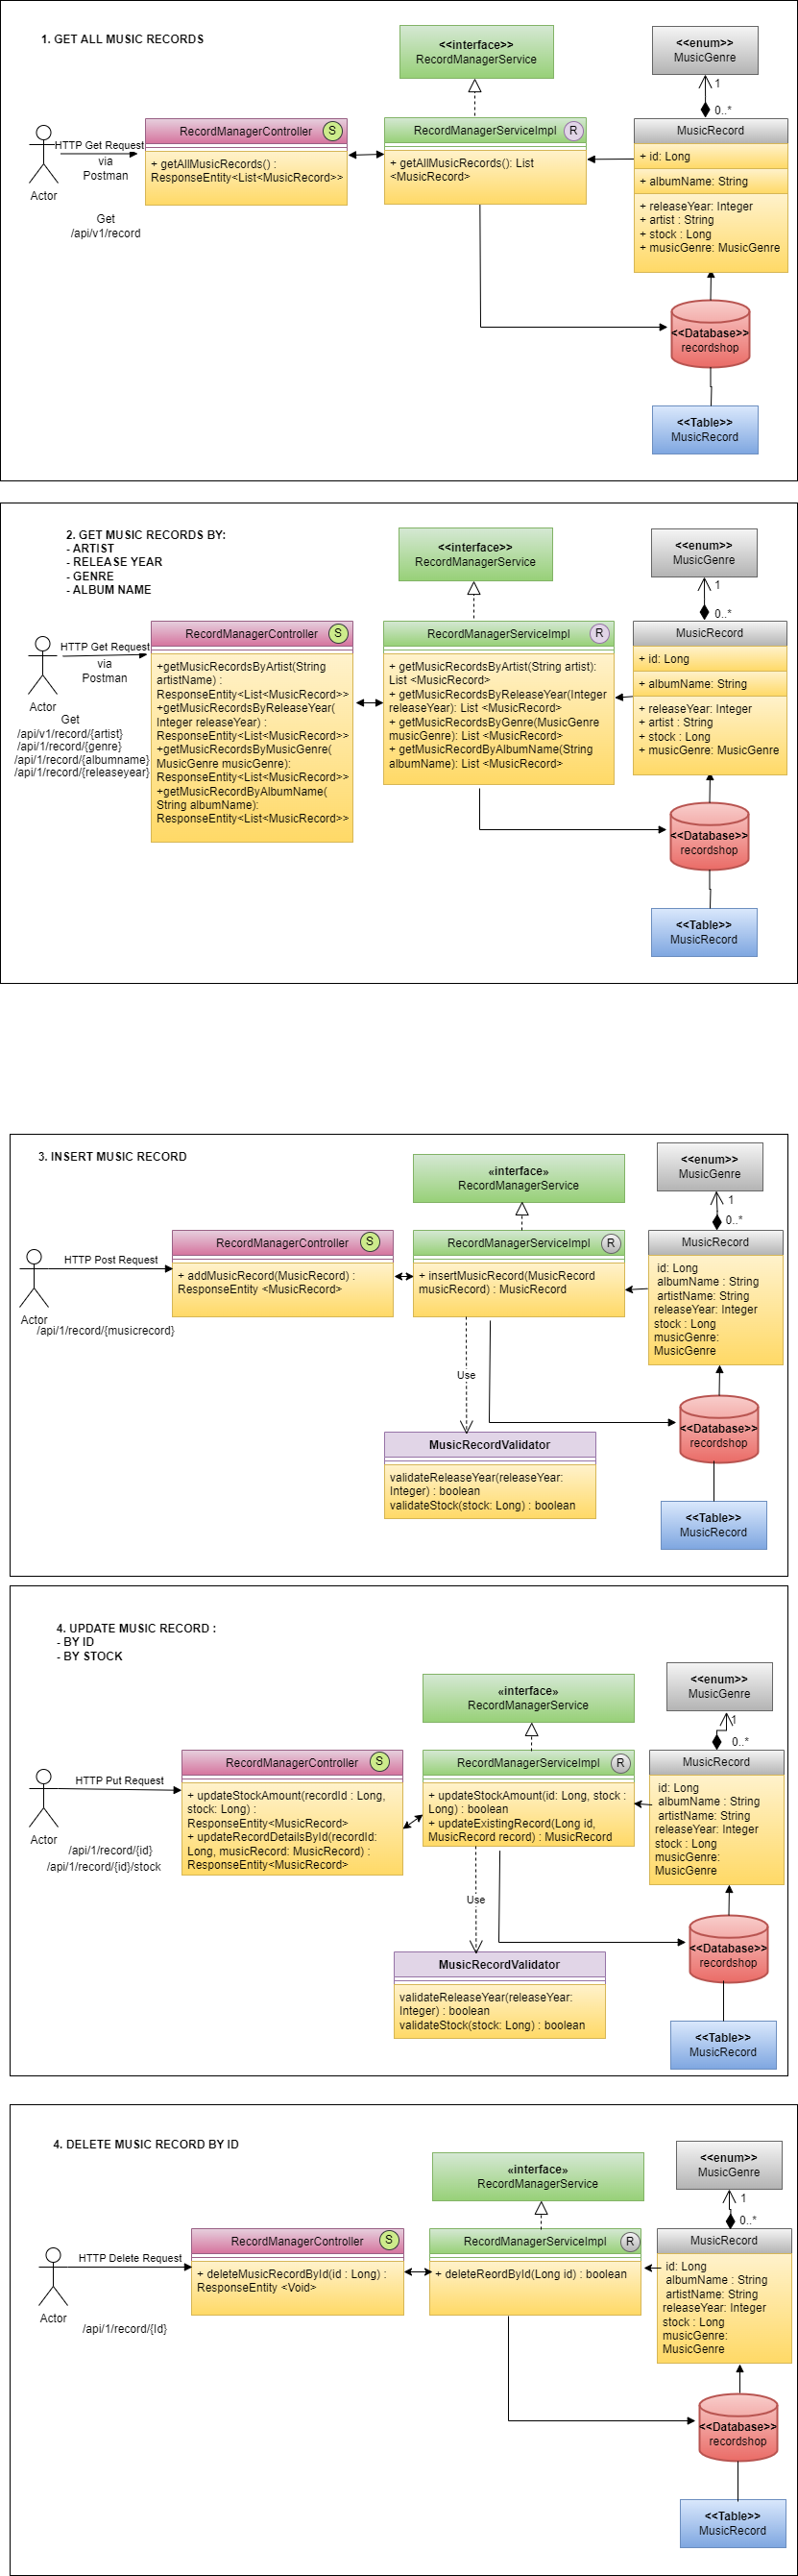 1. GET ALL MUSIC RECORDS
<<interface>>
RecordManagerService
<<enum>>
MusicGenre
1
0..*
Actor
HTTP Get Request
via
Postman
Get
/api/v1/record
RecordManagerController
S
+ getAllMusicRecords() :
ResponseEntity<List<MusicRecord>>
RecordManagerServiceImpl
R
+ getAllMusicRecords(): List
<MusicRecord>
MusicRecord
+ id: Long
+ albumName: String
+ releaseYear: Integer
+ artist : String
+ stock : Long
+ musicGenre: MusicGenre
<<Database>>
recordshop
<<Table>>
MusicRecord
2. GET MUSIC RECORDS BY:
- ARTIST
- RELEASE YEAR
- GENRE
- ALBUM NAME
<<interface>>
RecordManagerService
<<enum>>
MusicGenre
1
0..*
Actor
HTTP Get Request
via
Postman
Get
/api/v1/record/{artist}
/api/1/record/{genre}
/api/1/record/{albumname}
/api/1/record/{releaseyear}
RecordManagerController
S
+getMusicRecordsByArtist(String
artistName) :
ResponseEntity<List<MusicRecord>>
+getMusicRecordsByReleaseYear(
Integer releaseYear) :
ResponseEntity<List<MusicRecord>>
+getMusicRecordsByMusicGenre(
MusicGenre musicGenre):
ResponseEntity<List<MusicRecord>>
+getMusicRecordByAlbumName(
String albumName):
ResponseEntity<List<MusicRecord>>
RecordManagerServiceImpl
R
+ getMusicRecordsByArtist(String artist):
List <MusicRecord>
+ getMusicRecordsByReleaseYear(Integer
releaseYear): List <MusicRecord>
+ getMusicRecordsByGenre(MusicGenre
musicGenre): List <MusicRecord>
+ getMusicRecordByAlbumName(String
albumName): List <MusicRecord>
MusicRecord
+ id: Long
+ albumName: String
+ releaseYear: Integer
+ artist : String
+ stock : Long
+ musicGenre: MusicGenre
<<Database>>
recordshop
<<Table>>
MusicRecord
3. INSERT MUSIC RECORD
«interface»
RecordManagerService
<<enum>>
MusicGenre
1
0..*
Actor
HTTP Post Request
/api/1/record/{musicrecord}
RecordManagerController
S
+ addMusicRecord(MusicRecord) :
ResponseEntity <MusicRecord>
RecordManagerServiceImpl
R
+ insertMusicRecord(MusicRecord
musicRecord) : MusicRecord
MusicRecord
id: Long
albumName : String
artistName: String
releaseYear: Integer
stock : Long
musicGenre:
MusicGenre
Use
MusicRecordValidator
validateReleaseYear(releaseYear:
Integer) : boolean
validateStock(stock: Long) : boolean
<<Database>>
recordshop
<<Table>>
MusicRecord
4. UPDATE MUSIC RECORD :
- BY ID
- BY STOCK
«interface»
RecordManagerService
<<enum>>
MusicGenre
1
0..*
Actor
HTTP Put Request
/api/1/record/{id}
/api/1/record/{id}/stock
RecordManagerController
S
+ updateStockAmount(recordId : Long,
stock: Long) :
ResponseEntity<MusicRecord>
+ updateRecordDetailsById(recordId:
Long, musicRecord: MusicRecord) :
ResponseEntity<MusicRecord>
RecordManagerServiceImpl
R
+ updateStockAmount(id: Long, stock :
Long) : boolean
+ updateExistingRecord(Long id,
MusicRecord record) : MusicRecord
MusicRecord
id: Long
albumName : String
artistName: String
releaseYear: Integer
stock : Long
musicGenre:
MusicGenre
Use
MusicRecordValidator
validateReleaseYear(releaseYear:
Integer) : boolean
validateStock(stock: Long) : boolean
<<Database>>
recordshop
<<Table>>
MusicRecord
4. DELETE MUSIC RECORD BY ID
«interface»
RecordManagerService
<<enum>>
MusicGenre
1
0..*
Actor
HTTP Delete Request
/api/1/record/{Id}
RecordManagerController
S
+ deleteMusicRecordById(id : Long) :
ResponseEntity <Void>
RecordManagerServiceImpl
R
+ deleteReordById(Long id) : boolean
MusicRecord
id: Long
albumName : String
artistName: String
releaseYear: Integer
stock : Long
musicGenre:
MusicGenre
<<Database>>
recordshop
<<Table>>
MusicRecord